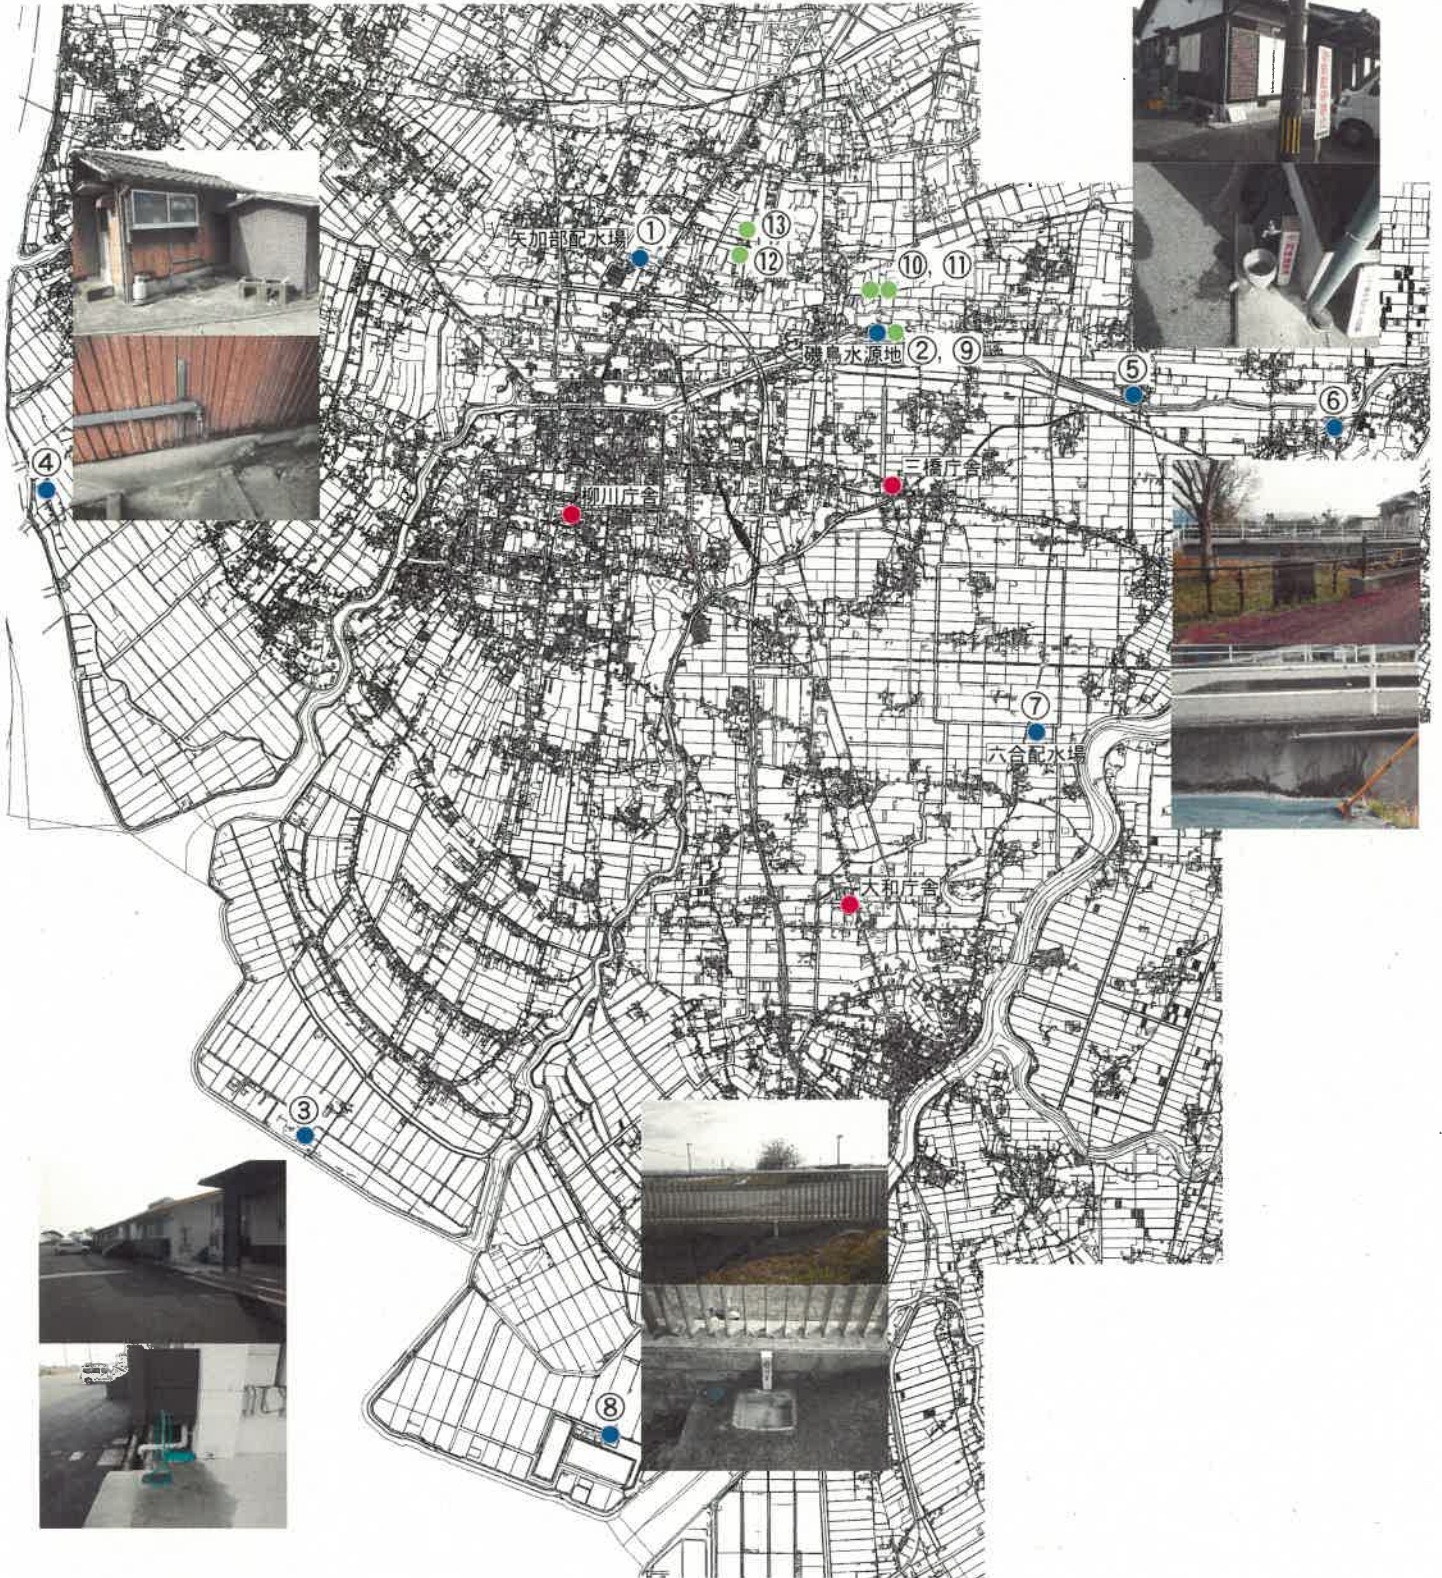 矢加部配水場 ①
⑬
⑫
⑩, ⑪
磯鳥水源地 ②, ⑨
⑤
⑥
④
三橋庁舎
柳川庁舎
⑦
六合配水場
大和庁舎
③
⑧